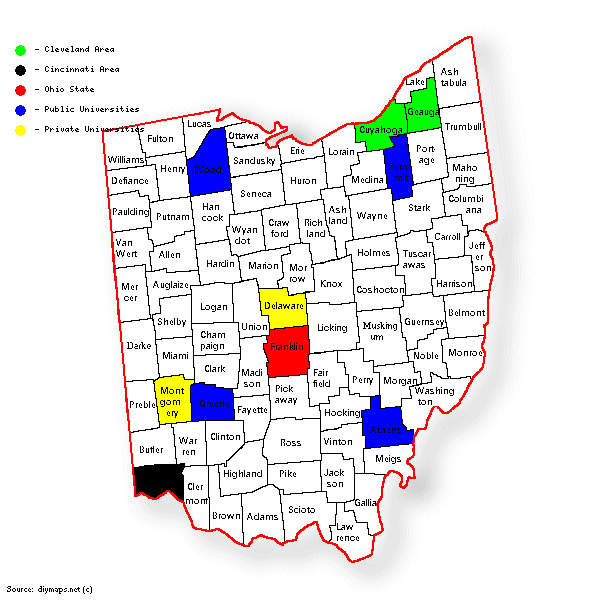 - Cleveland Area
- Cincinnati Area
- Ohio State
- Public Universities
- Private Universities
Lake
Ash
tabula
Geauga
Cuyahoga
Trumbull
Lucas
Ottawa
Fulton
Williams
Henry
Wood
Sandusky
Erie
Lorain
Medina
Port
age
Maho
ning
Defiance
Seneca
Huron
Columbi
ana
Stark
Wayne
Ash
land
Rich
land
Craw
ford
Wyan
dot
Han
cock
Putnam
Paulding
Van
Wert
Allen
Hardin
Marion
Mor
row
Knox
Holmes
Carroll
Jeff
er
son
Tuscar
awas
Coshocton
Harrison
Mer
cer
Auglaize
Logan
Union
Delaware
Licking
Musking
um
Guernsey
Belmont
Shelby
Darke
Miami
Cham
paign
Clark
Madi
son
Franklin
Fair
field
Perry
Morgan
Noble
Monroe
Washing
ton
Preble
Mont
gom
ery
Greene
Fayette
Pick
away
Hocking
Athens
Butler
War
ren
Clinton
Ross
Vinton
Meigs
Cler
mont
Highland
Pike
Jack
son
Gallia
Brown
Adams
Scioto
Law
rence
Source: diymaps.net (c)